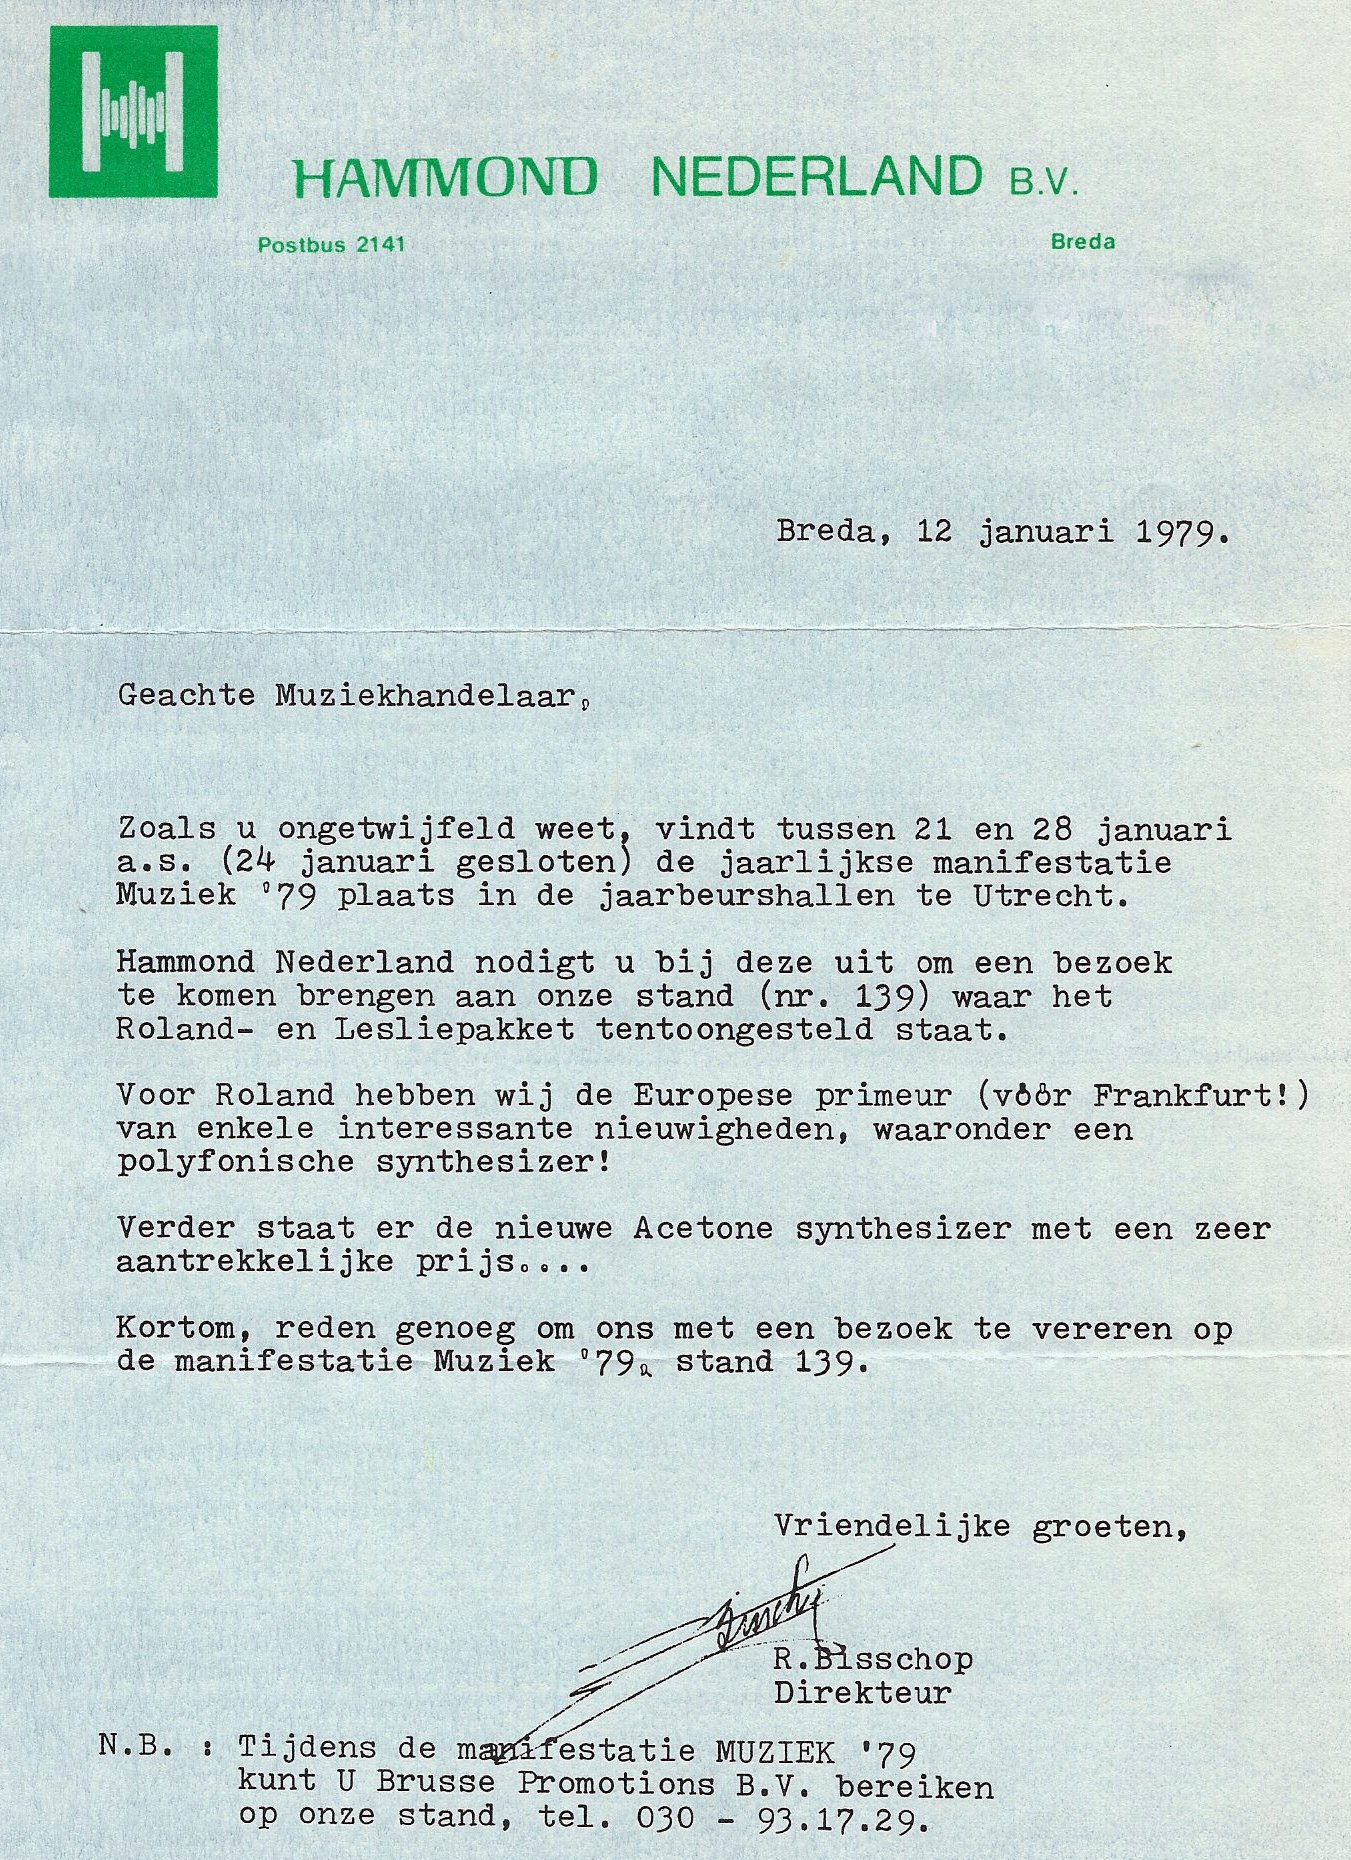 HAMMOND NEDERLAND B.V.
Postbus 2141 Breda
Breda, 12 januari 1979.
Geachte Muziekhandelaar,
Zoals u ongetwijfeld weet, vindt tussen 21 en 28 januari
a.s. (24 januari gesloten) de jaarlijkse manifestatie
Muziek '79 plaats in de jaarbeurshallen te Utrecht.
Hammond Nederland nodigt u bij deze uit om een bezoek
te komen brengen aan onze stand (nr. 139) waar het
Roland- en Lesliepakket tentoongesteld staat.
Voor Roland hebben wij de Europese primeur (vóór Frankfurt!)
van enkele interessante nieuwigheden, waaronder een
polyfonische synthesizer!
Verder staat er de nieuwe Acetone synthesizer met een zeer
aantrekkelijke prijs....
Kortom, reden genoeg om ons met een bezoek te vereren op
de manifestatie Muziek '79, stand 139.
Vriendelijke groeten,
R.Bisschop
Direkteur
N.B. : Tijdens de manifestatie MUZIEK '79
kunt U Brusse Promotions B.V. bereiken
op onze stand, tel. 030 - 93.17.29.